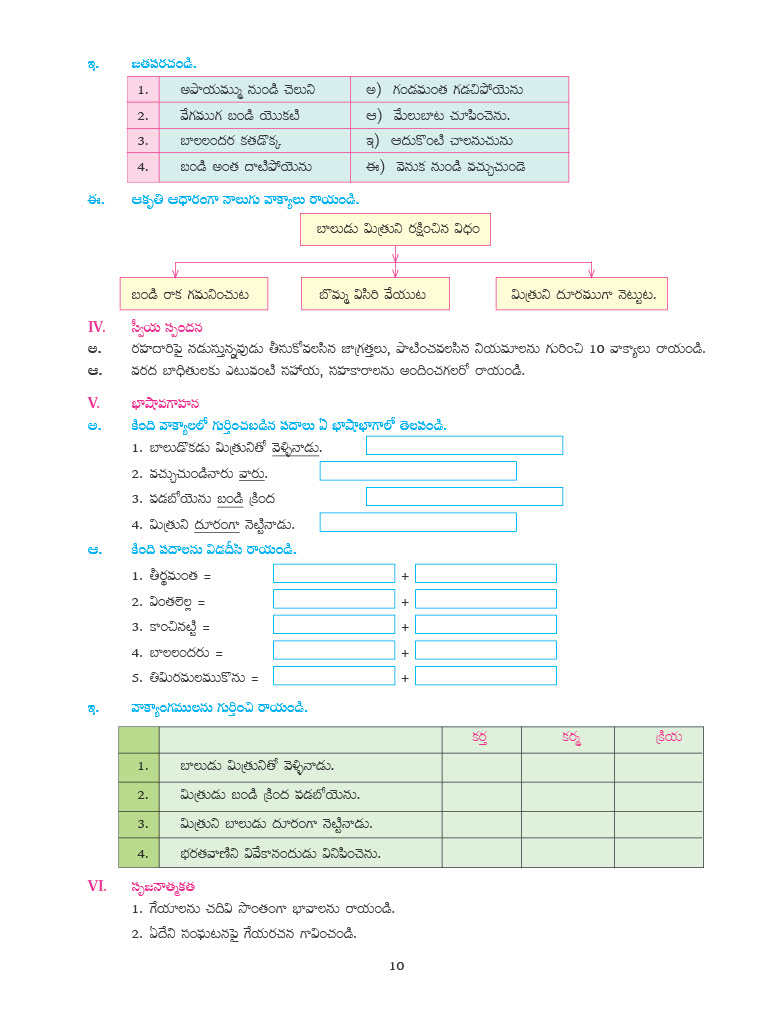 ఇ. జతపరచండి.
1. అపాయమ్ము నుండి చెలుని అ) గండమంత గడచిపోయెను
2. వేగముగ బండి యొకటి ఆ) మేలుబాట చూపించెను.
3. బాలలందర కతడొక్క ఇ) ఆదుకొంటి చాలనుచును
4. బండి అంత దాటిపోయెను ఈ) వెనుక నుండి వచ్చుచుండె
ఈ. ఆకృతి ఆధారంగా నాలుగు వాక్యాలు రాయండి.
బాలుడు మిత్రుని రక్షించిన విధం
బండి రాక గమనించుట బొమ్మ విసిరి వేయుట మిత్రుని దూరముగా నెట్టుట.
IV. స్వీయ స్పందన
అ. రహదారిపై నడుస్తున్నవుడు తీసుకోవలసిన జాగ్రత్తలు, పాటించవలసిన నియమాలను గురించి 10 వాక్యాలు రాయండి.
ఆ. వరద బాధితులకు ఎటువంటి సహాయ, సహకారాలను అందించగలరో రాయండి.
V. భాషావగాహన
అ. కింది వాక్యాలలో గుర్తించబడిన పదాలు ఏ భాషాభాగాలో తెలపండి.
1. బాలుడొకడు మిత్రునితో వెళ్ళినాడు.
2. వచ్చుచుండినారు వారు.
3. పడబోయెను బండి క్రింద
4. మిత్రుని దూరంగా నెట్టినాడు.
ఆ. కింది పదాలను విడదీసి రాయండి.
1. తీర్థమంత = +
2. వింతలెల్ల = +
3. కాంచినట్టి = +
4. బాలలందరు = +
5. తిమిరమలముకొను = +
ఇ. వాక్యాంగములను గుర్తించి రాయండి.
కర్త కర్మ క్రియ
1. బాలుడు మిత్రునితో వెళ్ళినాడు.
2. మిత్రుడు బండి క్రింద పడబోయెను.
3. మిత్రుని బాలుడు దూరంగా నెట్టినాడు.
4. భరతవాణిని వివేకానందుడు వినిపించెను.
VI. సృజనాత్మకత
1. గేయాలను చదివి సొంతంగా భావాలను రాయండి.
2. ఏదేని సంఘటనపై గేయరచన గావించండి.
10